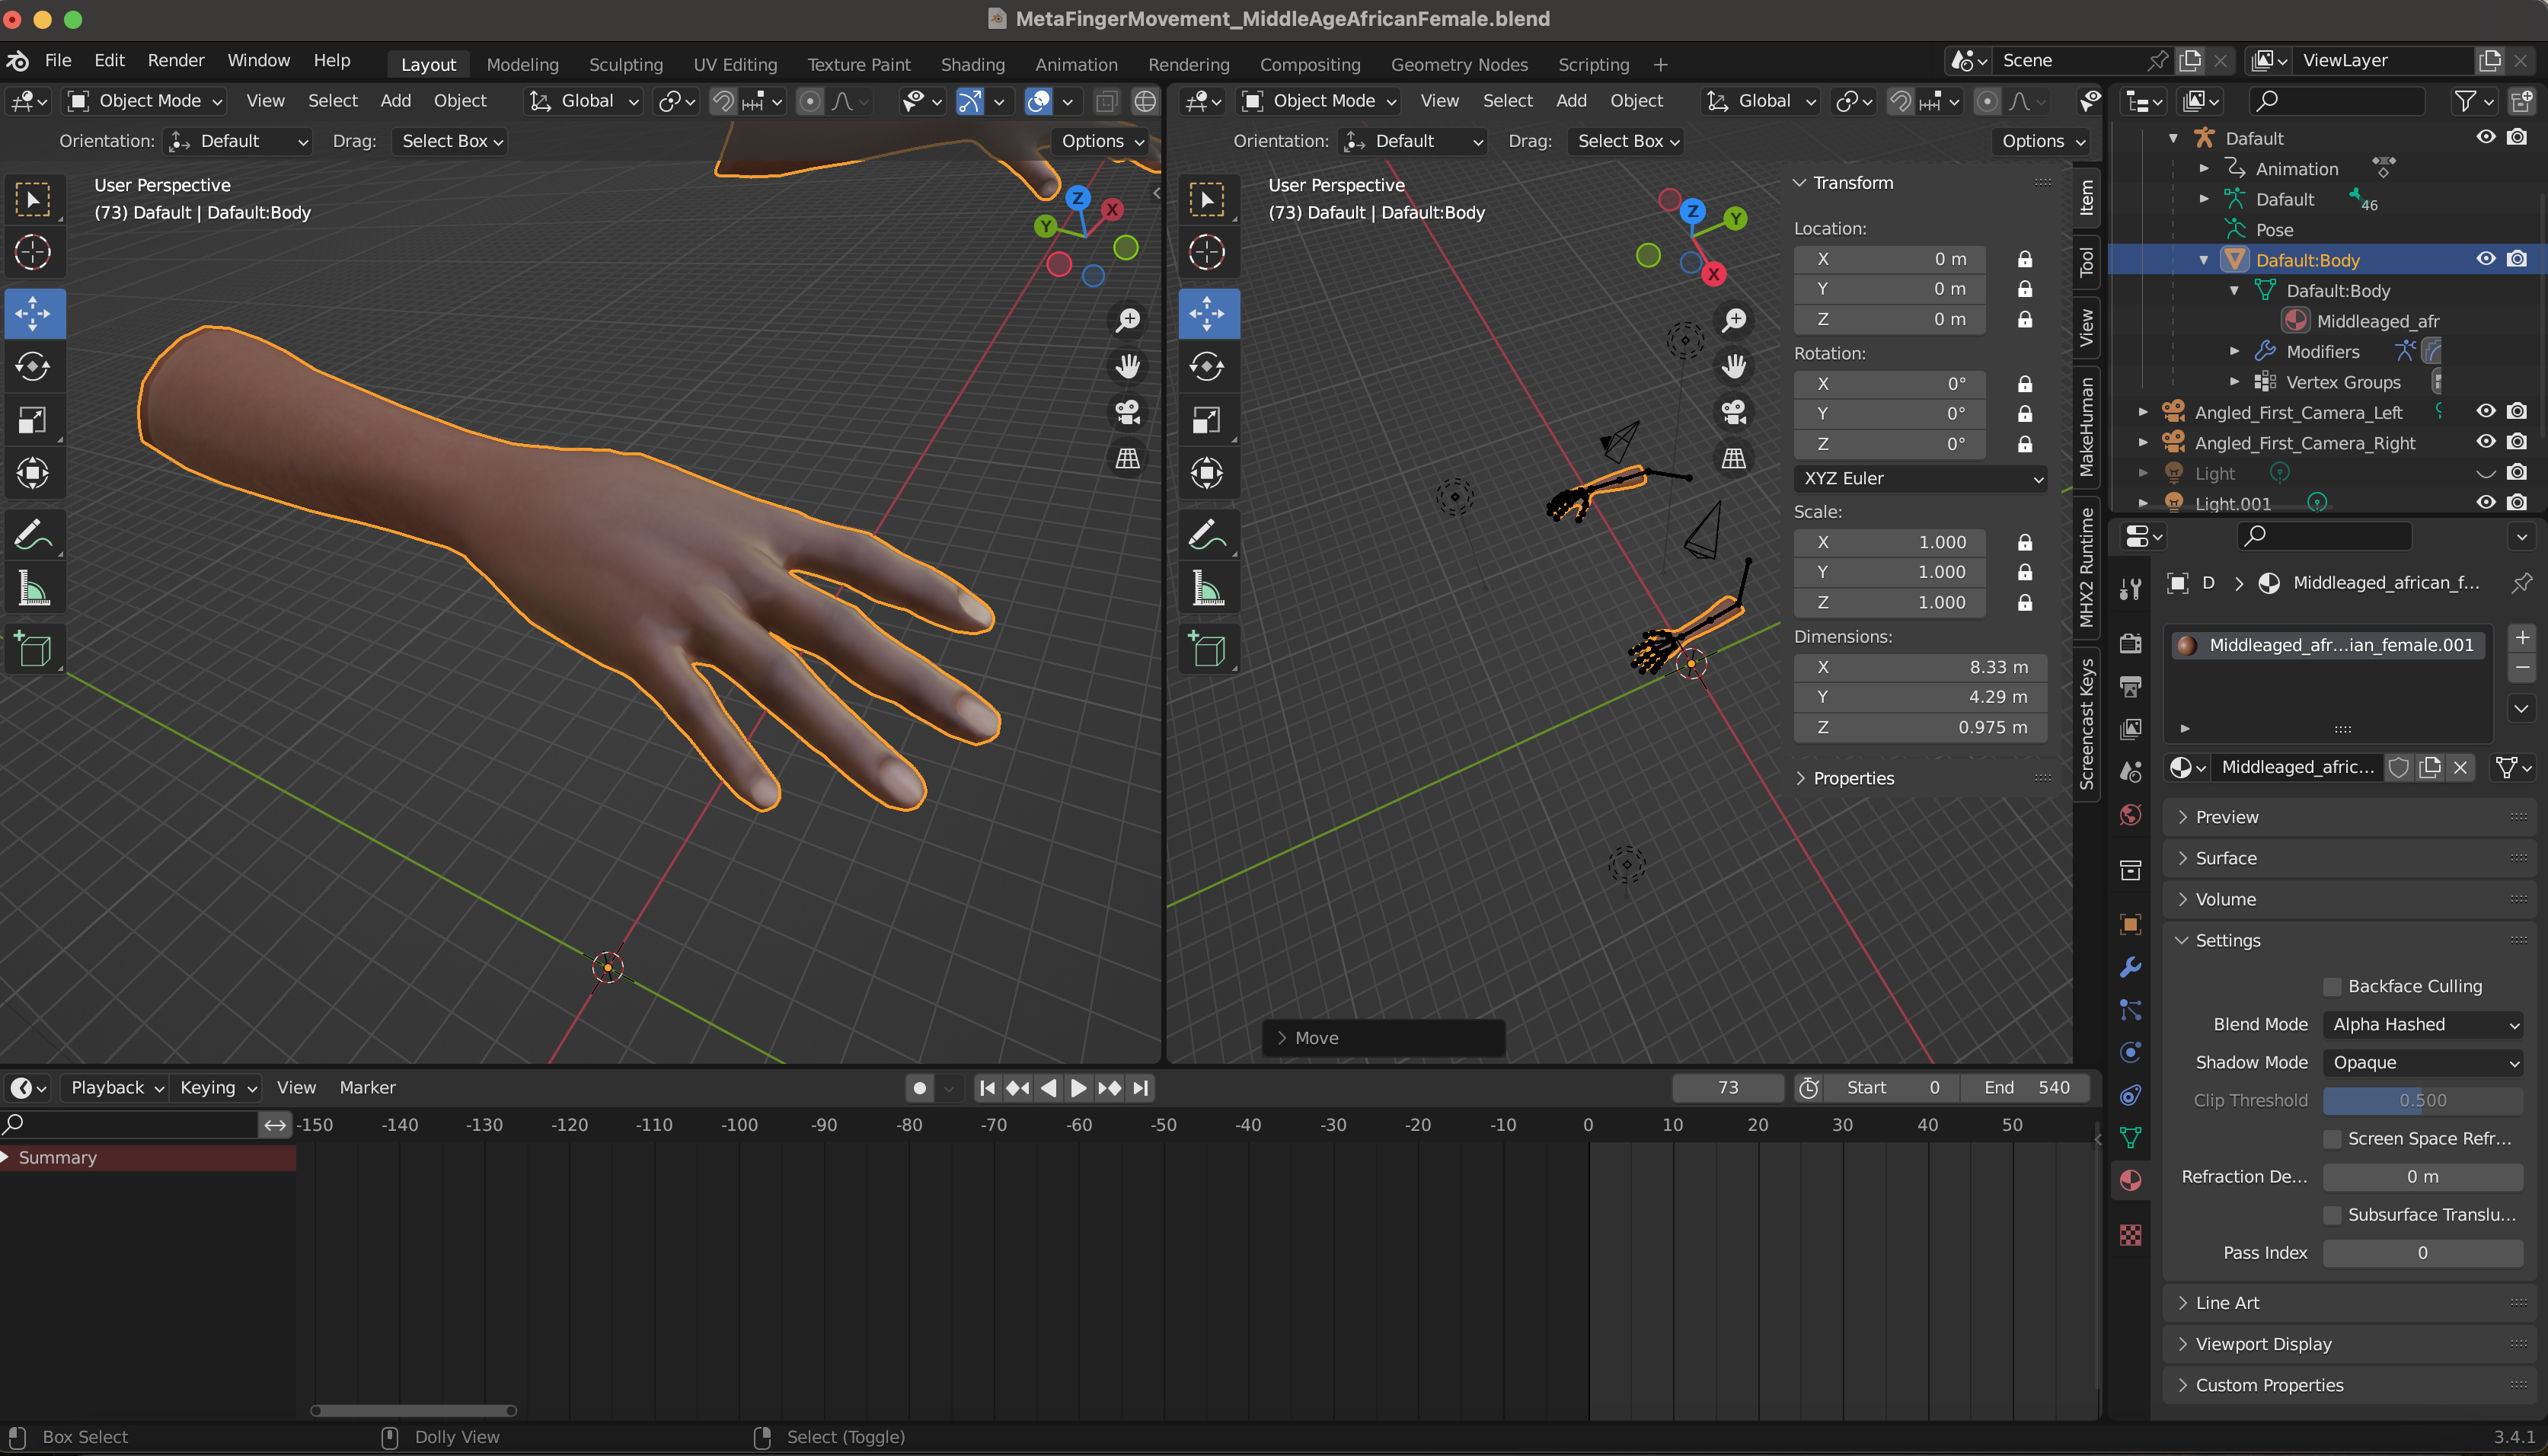 MetaFingerMovement_MiddleAgeAfricanFemale.blend
File Edit Render Window Help Layout Modeling Sculpting UV Editing Texture Paint Shading Animation Rendering Compositing Geometry Nodes Scripting + Scene ViewLayer
Object Mode View Select Add Object Global
Orientation: Default Drag: Select Box Options
User Perspective
(73) Dafault | Dafault:Body
Z
X
Y
Object Mode View Select Add Object Global
Orientation: Default Drag: Select Box Options
User Perspective
(73) Dafault | Dafault:Body
Z
Y
X
Move
Transform
Location:
X 0 m
Y 0 m
Z 0 m
Rotation:
X 0°
Y 0°
Z 0°
XYZ Euler
Scale:
X 1.000
Y 1.000
Z 1.000
Dimensions:
X 8.33 m
Y 4.29 m
Z 0.975 m
Properties
Item
Tool
View
MakeHuman
MHX2 Runtime
Screencast Keys
Dafault
Animation
Dafault 46
Pose
Dafault:Body
Dafault:Body
Middleaged_afr
Modifiers
Vertex Groups
Angled_First_Camera_Left
Angled_First_Camera_Right
Light
Light.001
D > Middleaged_african_f...
Middleaged_afr...ian_female.001
Middleaged_afric...
Preview
Surface
Volume
Settings
Backface Culling
Blend Mode Alpha Hashed
Shadow Mode Opaque
Clip Threshold 0.500
Screen Space Refr...
Refraction De... 0 m
Subsurface Translu...
Pass Index 0
Line Art
Viewport Display
Custom Properties
Playback Keying View Marker 73 Start 0 End 540
-150 -140 -130 -120 -110 -100 -90 -80 -70 -60 -50 -40 -30 -20 -10 0 10 20 30 40 50
Summary
Box Select Dolly View Select (Toggle) 3.4.1